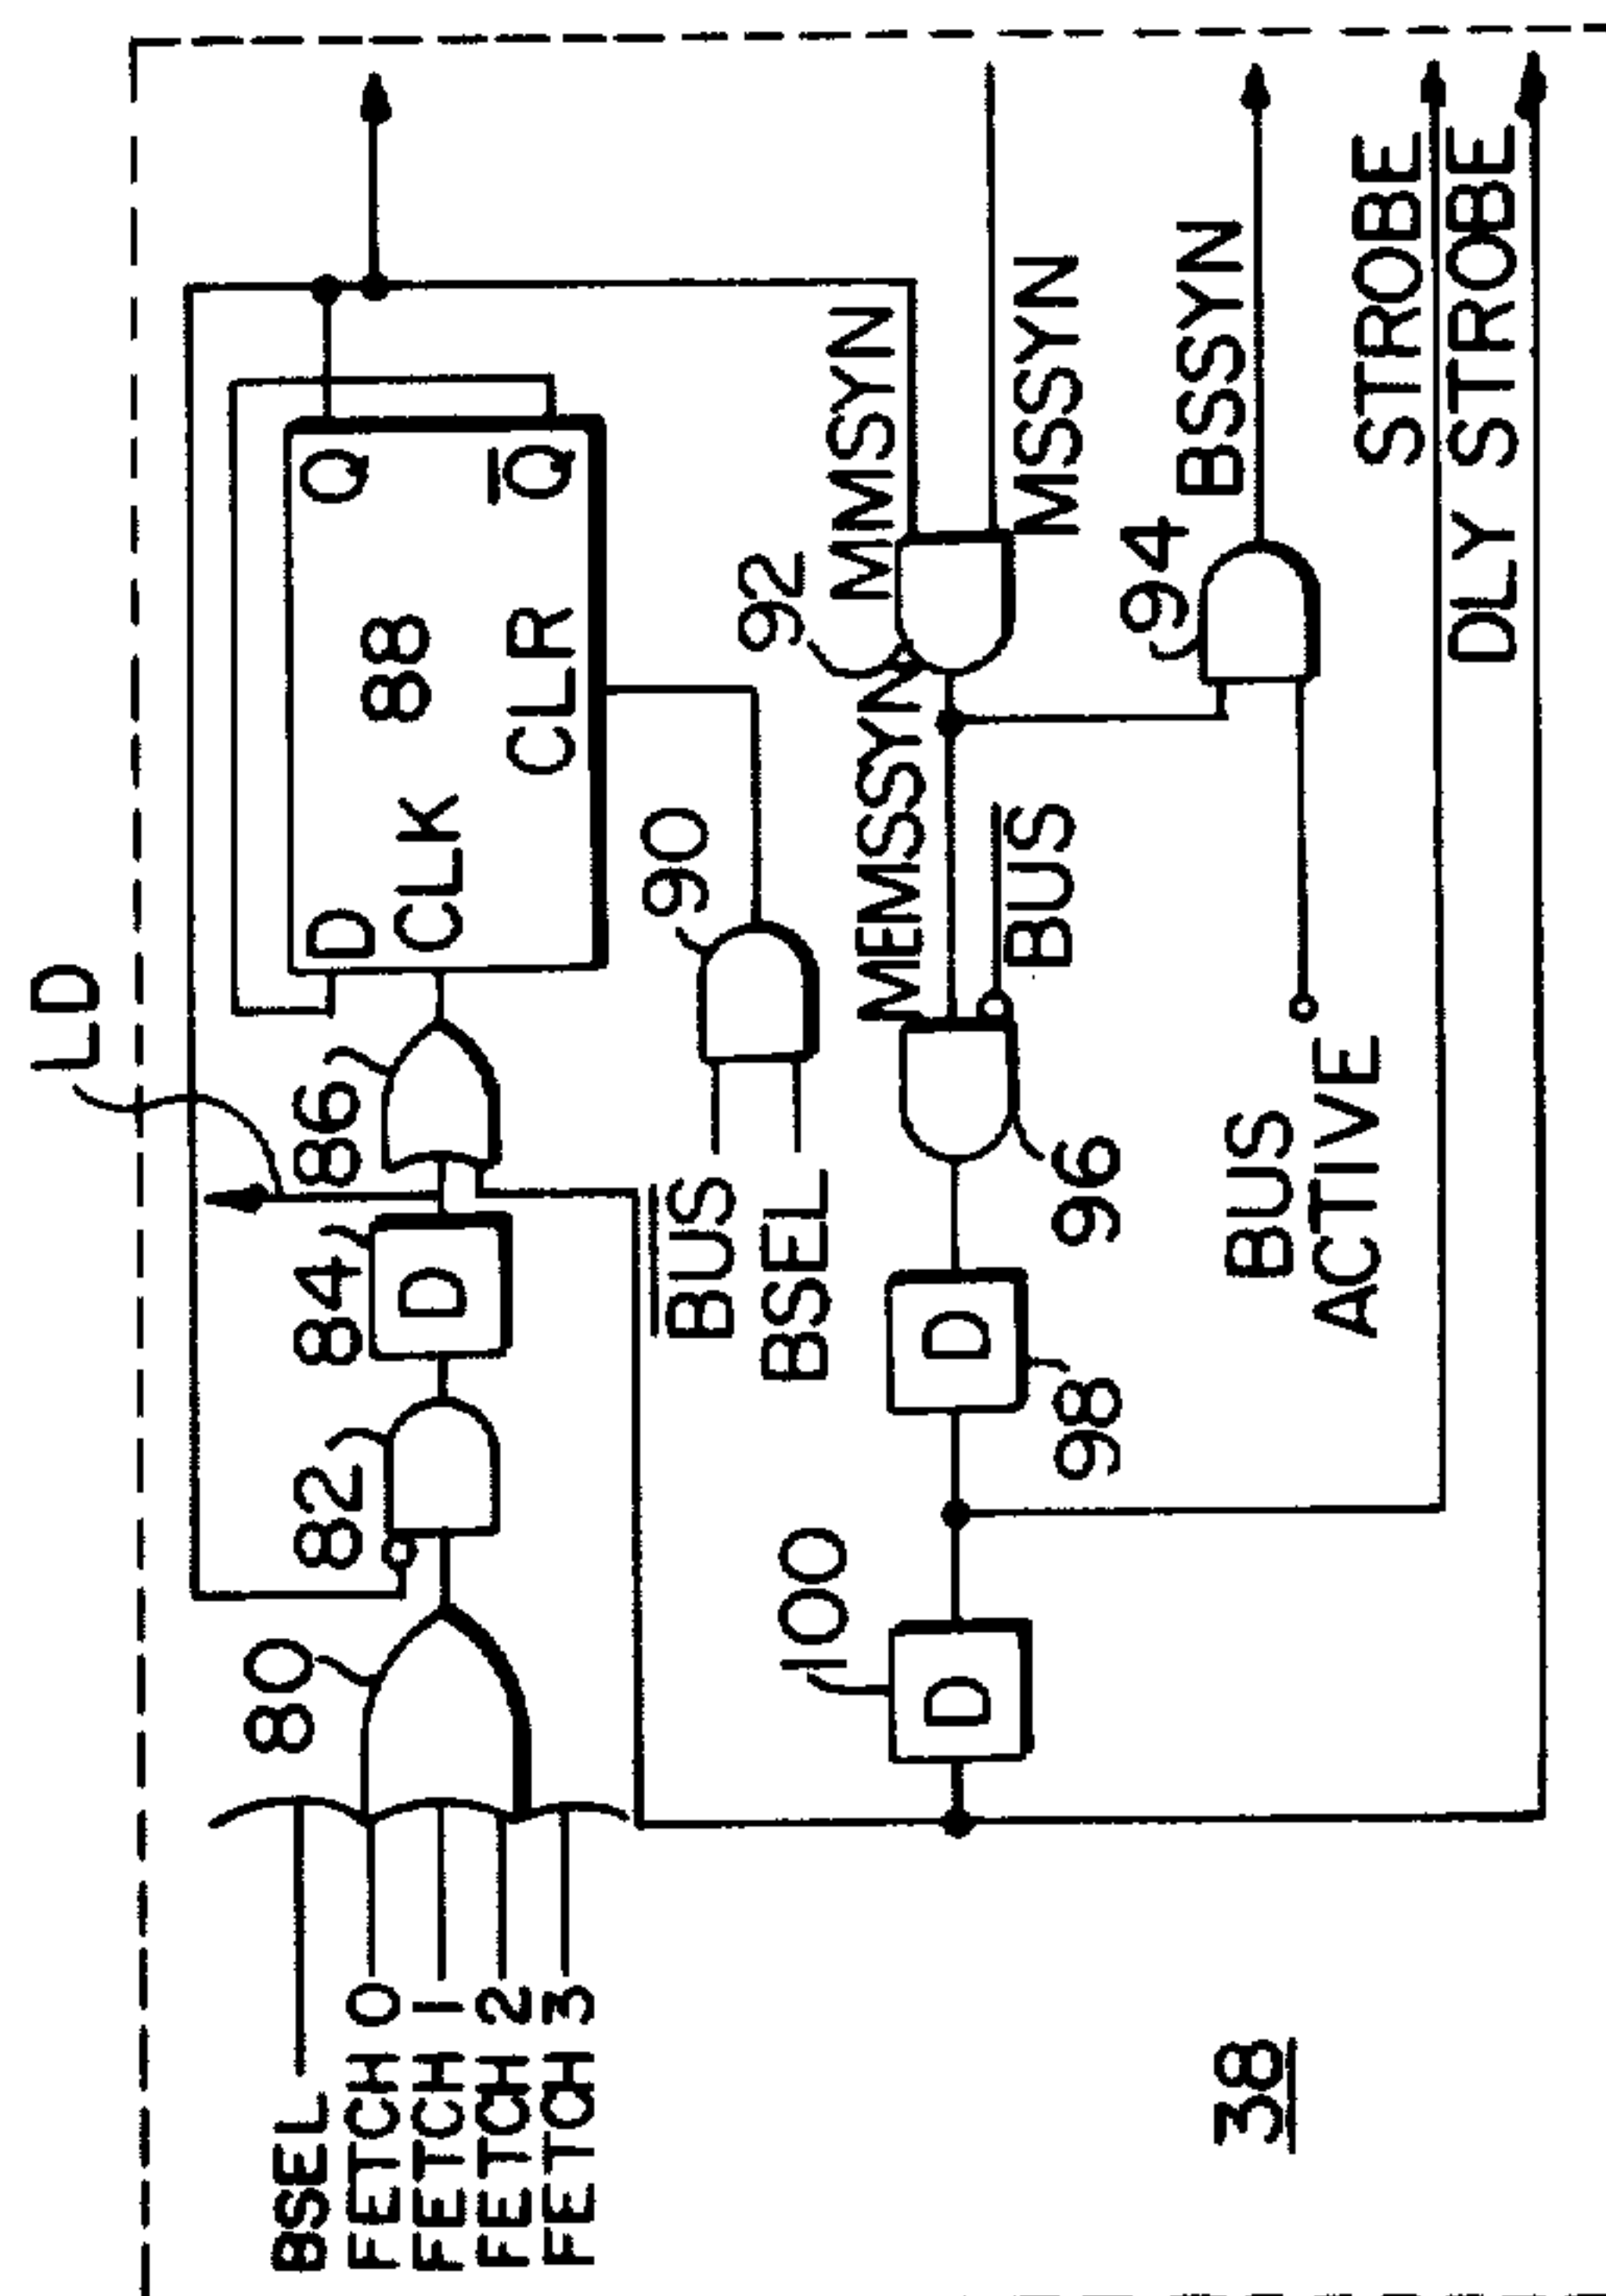 LD
BSEL
FETCH 0
FETCH 1
FETCH 2
FETCH 3
80
82
84
86
D
D
CLK
88
CLR
Q
Q̅
90
B̅U̅S̅
BSEL
92
MMSYN
MSSYN
MEMSSYN
BUS
94
BSSYN
96
D
98
100
D
BUS
ACTIVE
STROBE
DLY STROBE
38